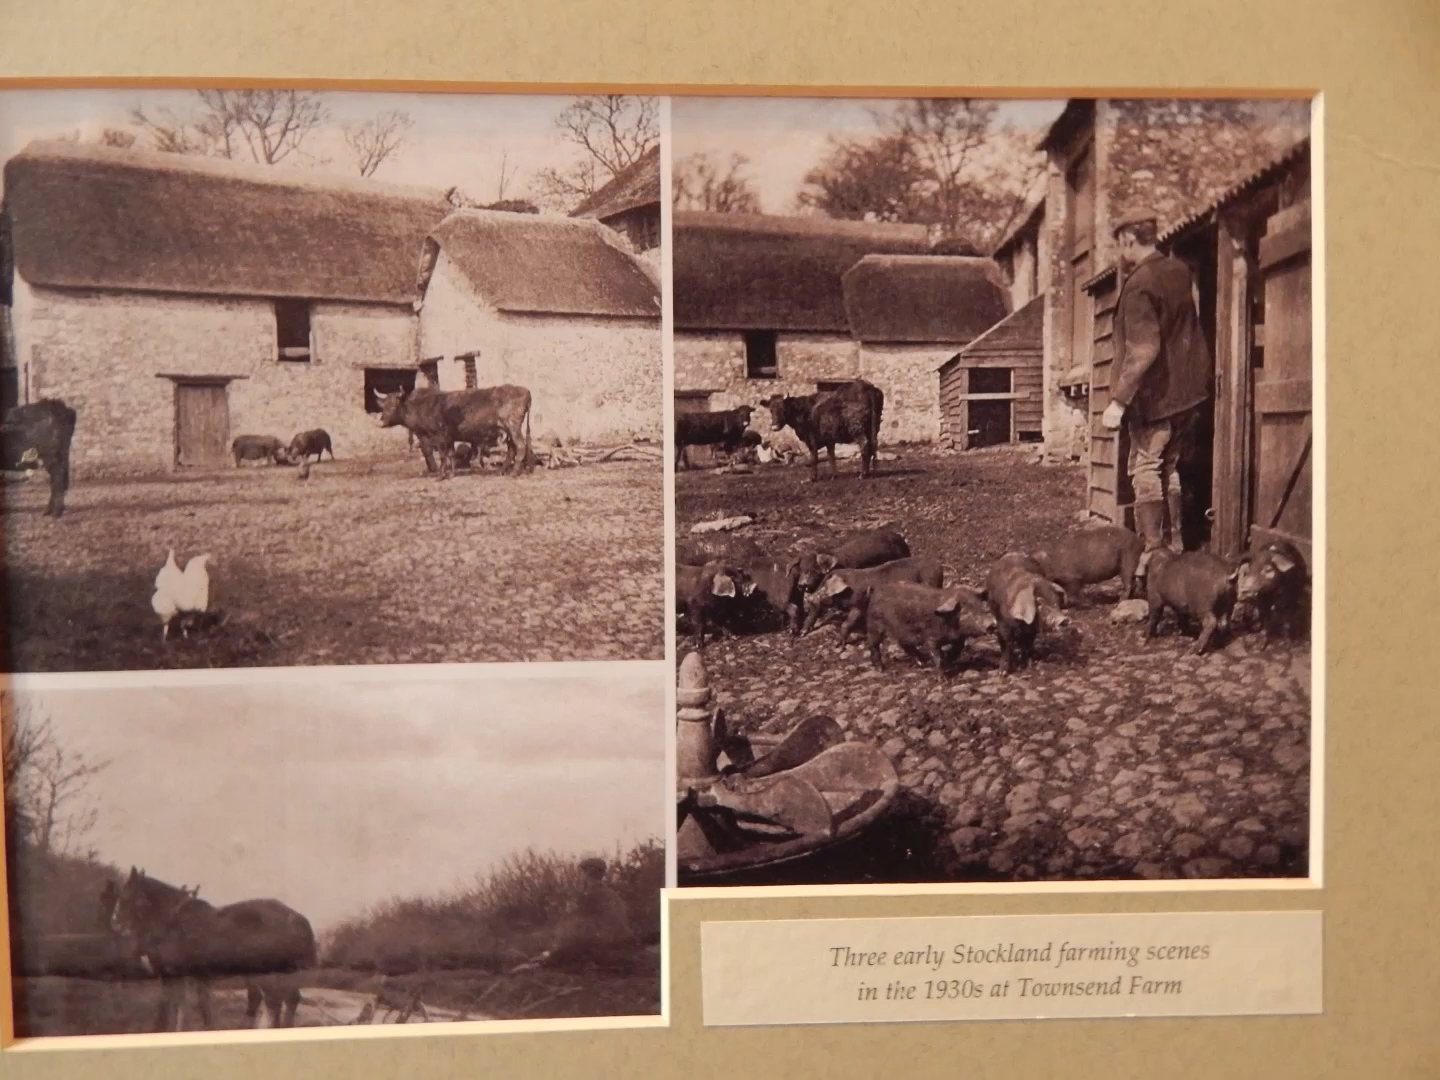 Three early Stockland farming scenes
in the 1930s at Townsend Farm